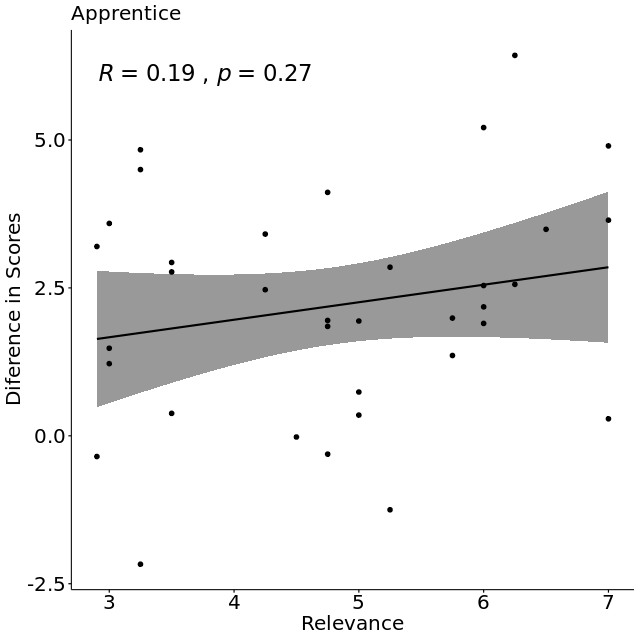 Apprentice
R = 0.19 , p = 0.27
5.0
2.5
0.0
-2.5
Diference in Scores
3 4 5 6 7
Relevance